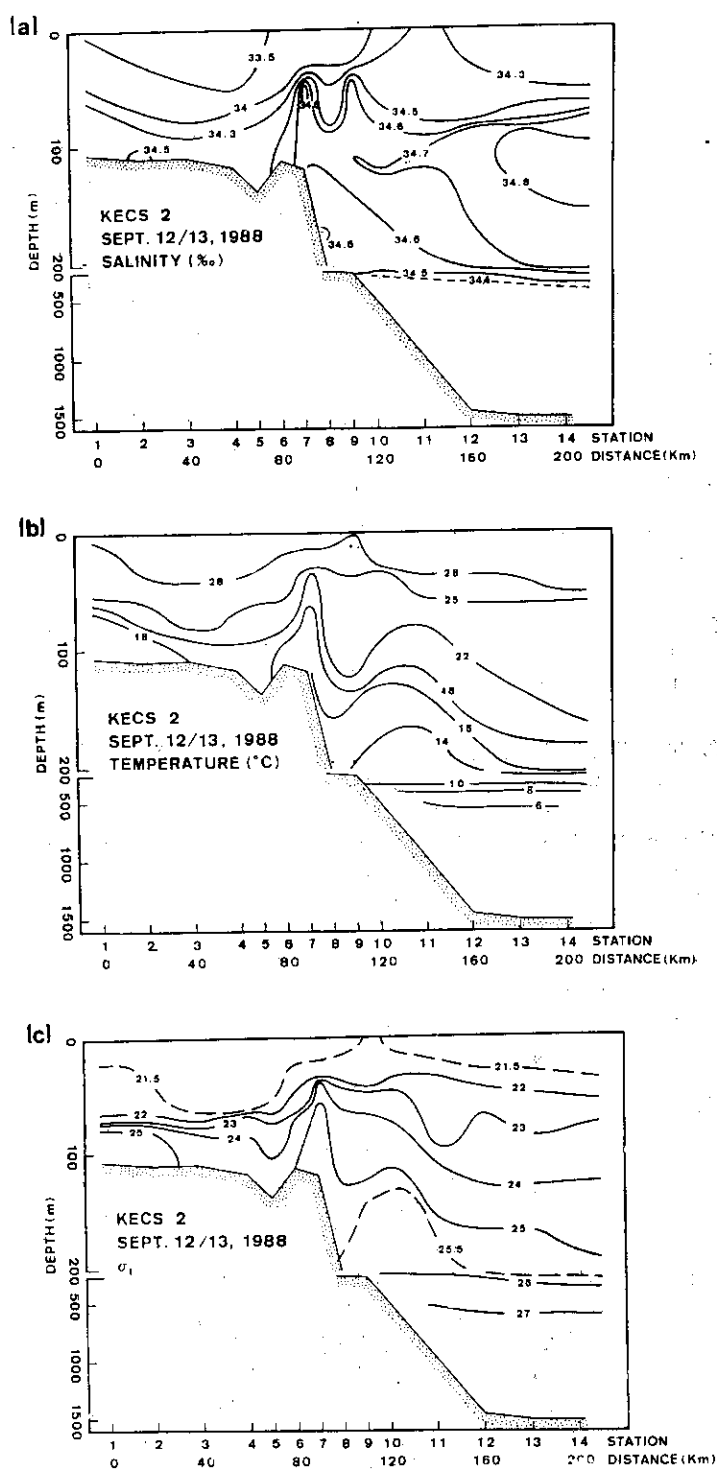 (a)
0
100
200
500
1000
1500
DEPTH (m)
33.5
34
34.3
34.5
34.3
34.5
34.6
34.7
34.8
34.6
34.6
34.5
34.4
KECS 2
SEPT. 12/13, 1988
SALINITY (‰)
1 2 3 4 5 6 7 8 9 10 11 12 13 14 STATION
0 40 80 120 160 200 DISTANCE(Km)
(b)
0
100
200
500
1000
1500
DEPTH (m)
28
18
28
25
22
18
15
14
10
8
6
KECS 2
SEPT. 12/13, 1988
TEMPERATURE (°C)
1 2 3 4 5 6 7 8 9 10 11 12 13 14 STATION
0 40 80 120 160 200 DISTANCE(Km)
(c)
0
100
200
500
1000
1500
DEPTH (m)
21.5
22
23
24
25
21.5
22
23
24
25
25.5
26
27
KECS 2
SEPT. 12/13, 1988
σt
1 2 3 4 5 6 7 8 9 10 11 12 13 14 STATION
0 40 80 120 160 200 DISTANCE(Km)